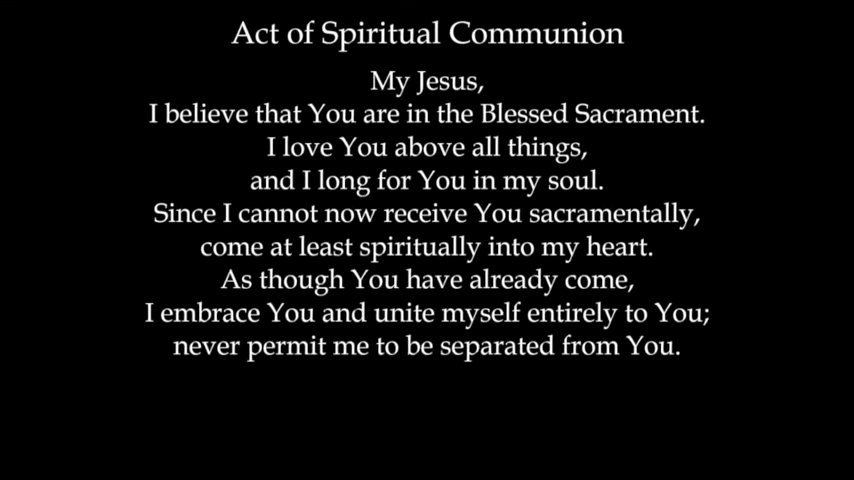 Act of Spiritual Communion
My Jesus,
I believe that You are in the Blessed Sacrament.
I love You above all things,
and I long for You in my soul.
Since I cannot now receive You sacramentally,
come at least spiritually into my heart.
As though You have already come,
I embrace You and unite myself entirely to You;
never permit me to be separated from You.